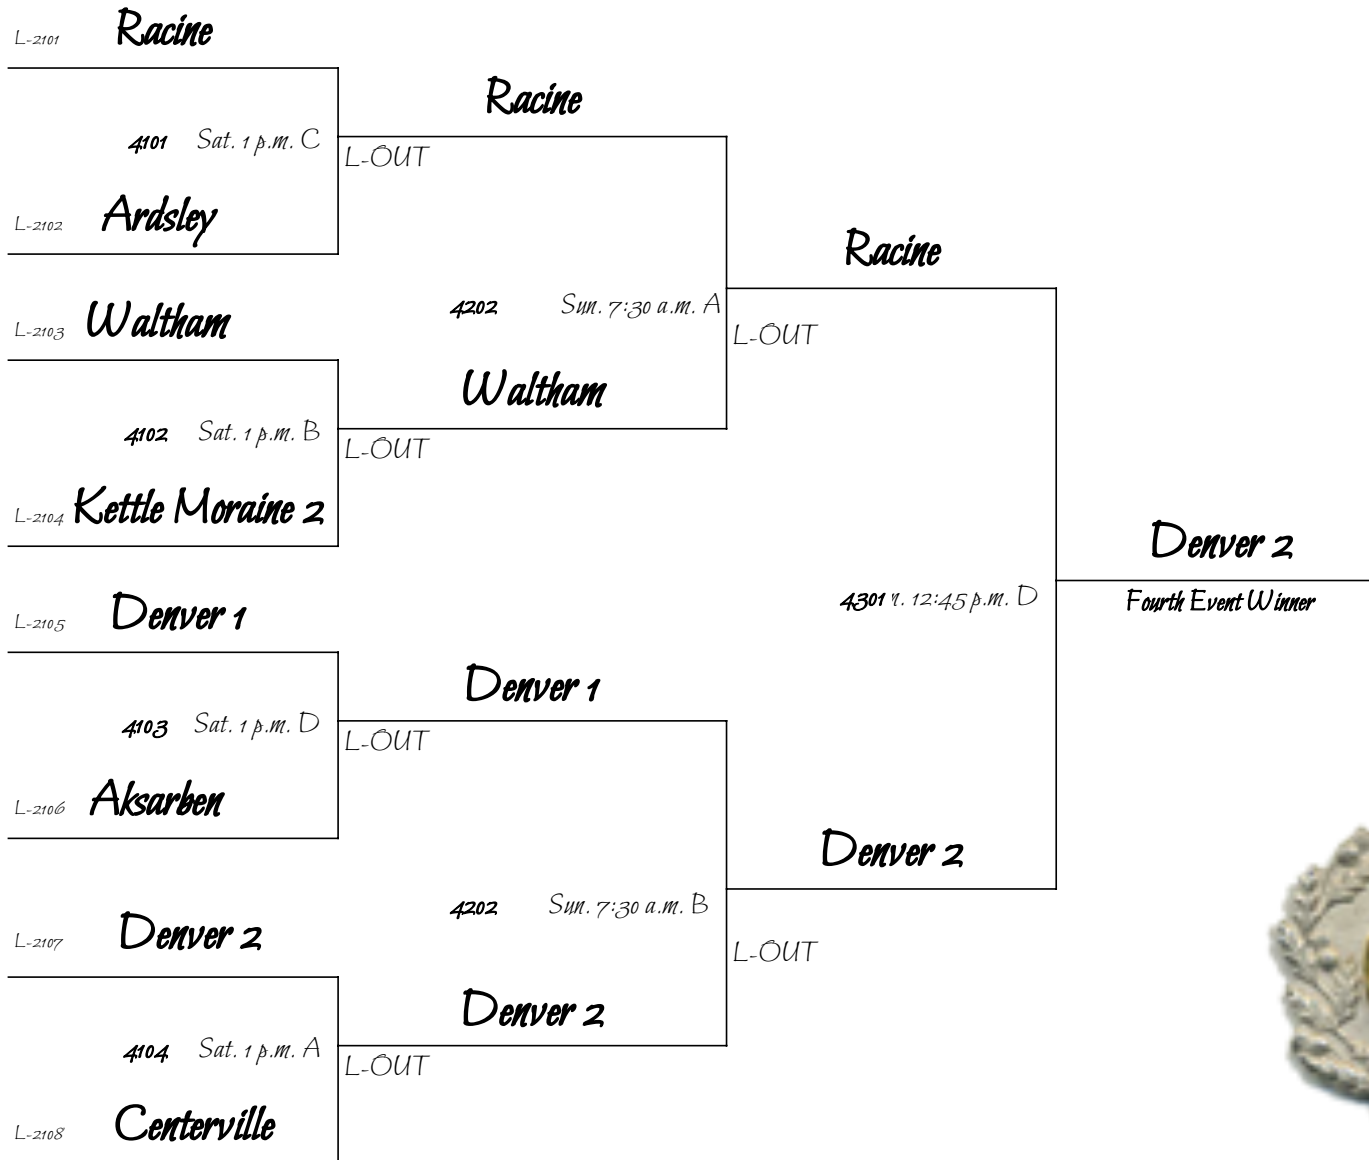 L-2101 Racine
Racine
4101 Sat. 1 p.m. C
L-OUT
L-2102 Ardsley
Racine
L-2103 Waltham
4202 Sun. 7:30 a.m. A
L-OUT
Waltham
4102 Sat. 1 p.m. B
L-OUT
L-2104 Kettle Moraine 2
Denver 2
4301 12:45 p.m. D
Fourth Event Winner
L-2105 Denver 1
Denver 1
4103 Sat. 1 p.m. D
L-OUT
L-2106 Aksarben
Denver 2
4202 Sun. 7:30 a.m. B
L-2107 Denver 2
L-OUT
Denver 2
4104 Sat. 1 p.m. A
L-OUT
L-2108 Centerville